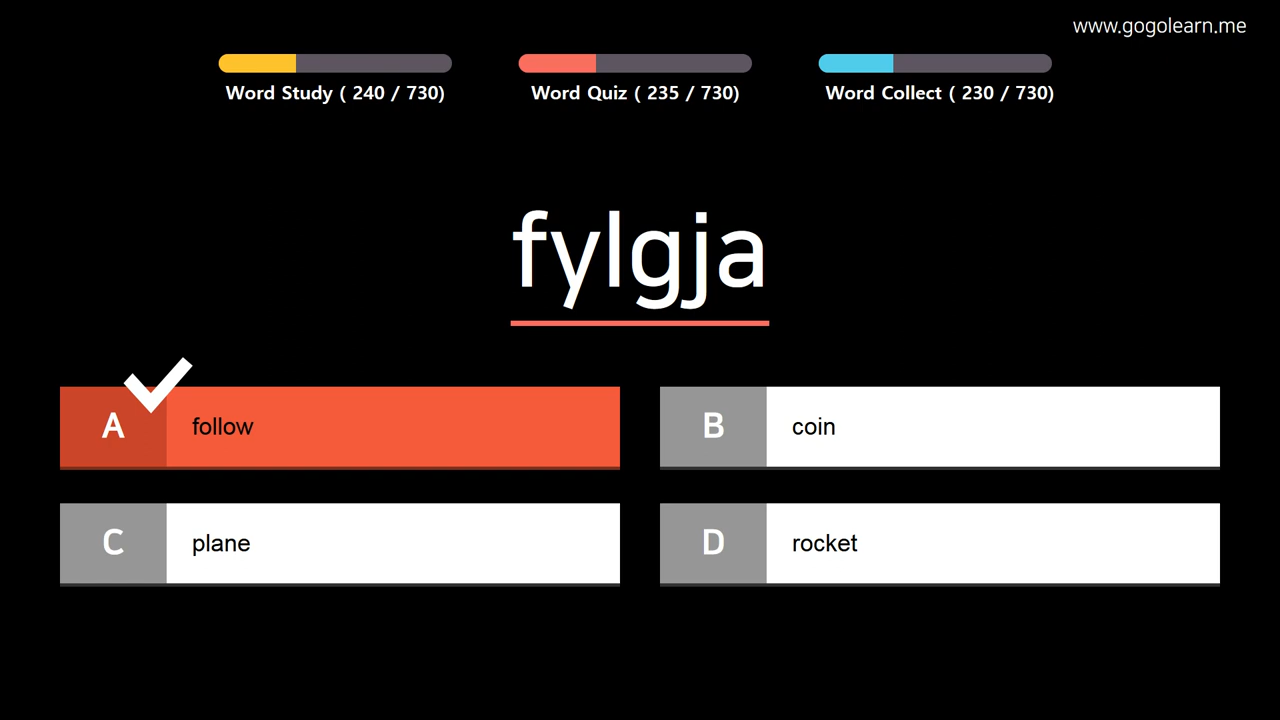 www.gogolearn.me
Word Study ( 240 / 730)
Word Quiz ( 235 / 730)
Word Collect ( 230 / 730)
fylgja
A follow
B coin
C plane
D rocket